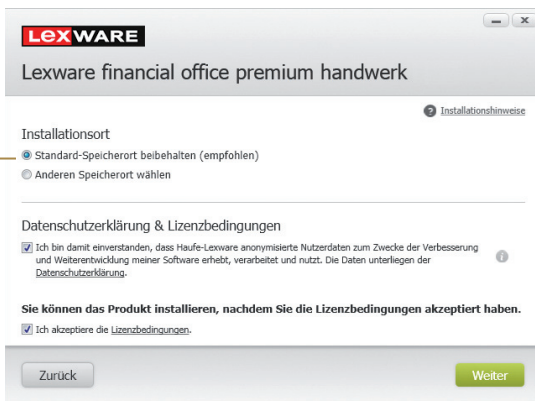 LEXWARE
Lexware financial office premium handwerk
Installationshinweise
Installationsort
Standard-Speicherort beibehalten (empfohlen)
Anderen Speicherort wählen
Datenschutzerklärung & Lizenzbedingungen
Ich bin damit einverstanden, dass Haufe-Lexware anonymisierte Nutzerdaten zum Zwecke der Verbesserung
und Weiterentwicklung meiner Software erhebt, verarbeitet und nutzt. Die Daten unterliegen der
Datenschutzerklärung.
Sie können das Produkt installieren, nachdem Sie die Lizenzbedingungen akzeptiert haben.
Ich akzeptiere die Lizenzbedingungen.
Zurück
Weiter